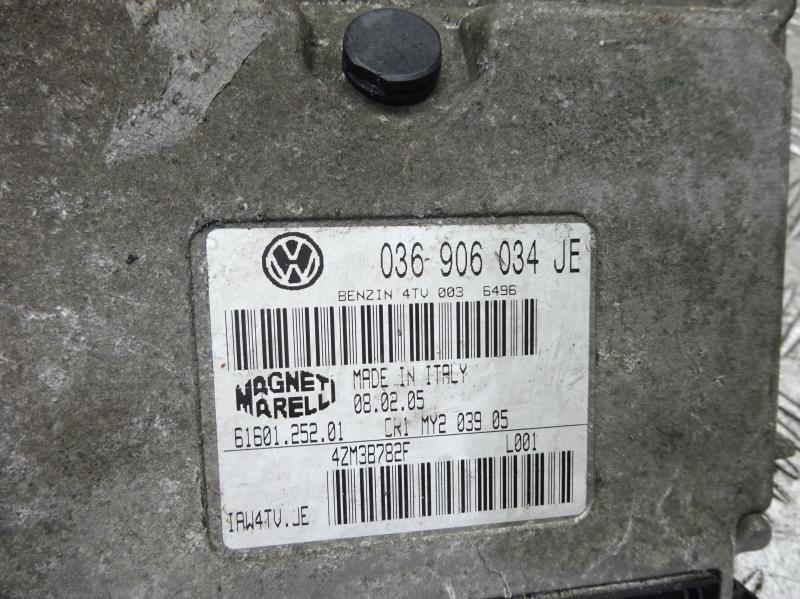 036 906 034 JE
BENZIN 4TV 003 6496
MAGNETI MARELLI
MADE IN ITALY
08.02.05
61601.252.01 CR1 MY2 039 05
4ZM3B782F L001
IAW4TV.JE